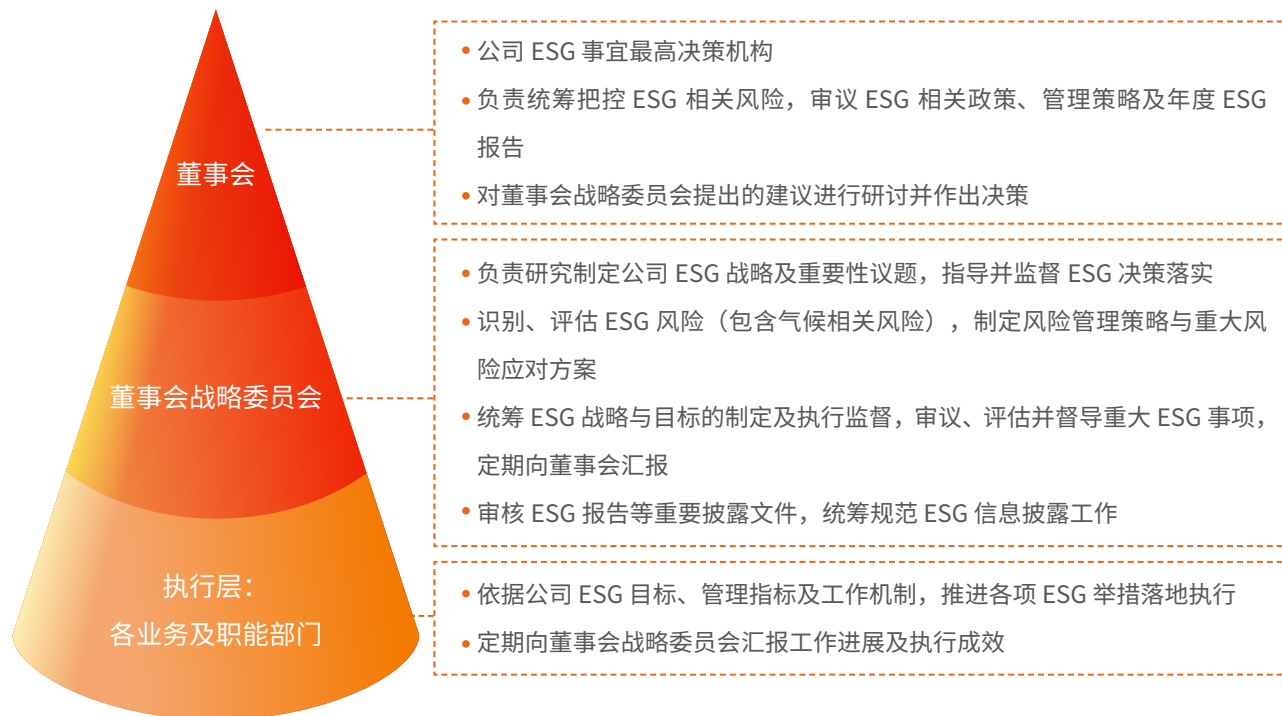 董事会
• 公司 ESG 事宜最高决策机构
• 负责统筹把控 ESG 相关风险，审议 ESG 相关政策、管理策略及年度 ESG
报告
• 对董事会战略委员会提出的建议进行研讨并作出决策
董事会战略委员会
• 负责研究制定公司 ESG 战略及重要性议题，指导并监督 ESG 决策落实
• 识别、评估 ESG 风险（包含气候相关风险），制定风险管理策略与重大风
险应对方案
• 统筹 ESG 战略与目标的制定及执行监督，审议、评估并督导重大 ESG 事项，
定期向董事会汇报
• 审核 ESG 报告等重要披露文件，统筹规范 ESG 信息披露工作
执行层：
各业务及职能部门
• 依据公司 ESG 目标、管理指标及工作机制，推进各项 ESG 举措落地执行
• 定期向董事会战略委员会汇报工作进展及执行成效